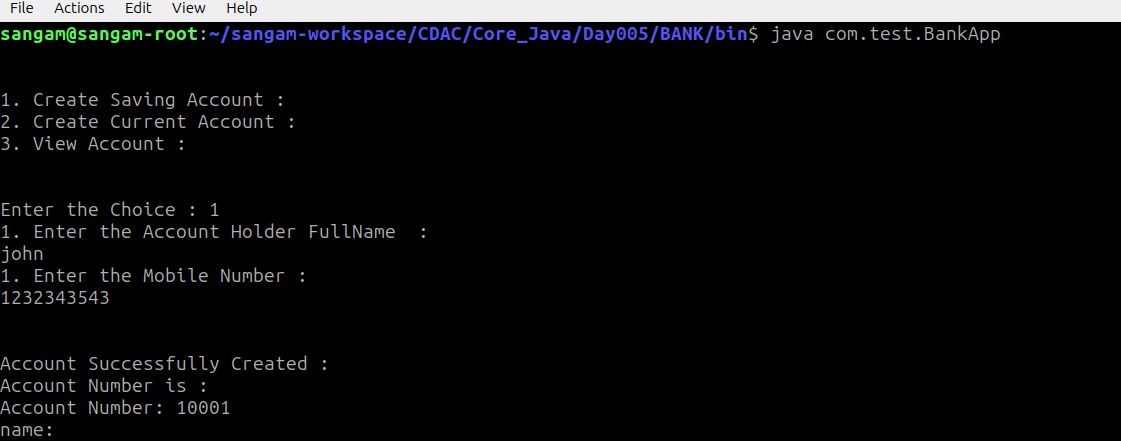 File Actions Edit View Help
sangam@sangam-root:~/sangam-workspace/CDAC/Core_Java/Day005/BANK/bin$ java com.test.BankApp
1. Create Saving Account :
2. Create Current Account :
3. View Account :
Enter the Choice : 1
1. Enter the Account Holder FullName  :
john
1. Enter the Mobile Number :
1232343543
Account Successfully Created :
Account Number is :
Account Number: 10001
name: